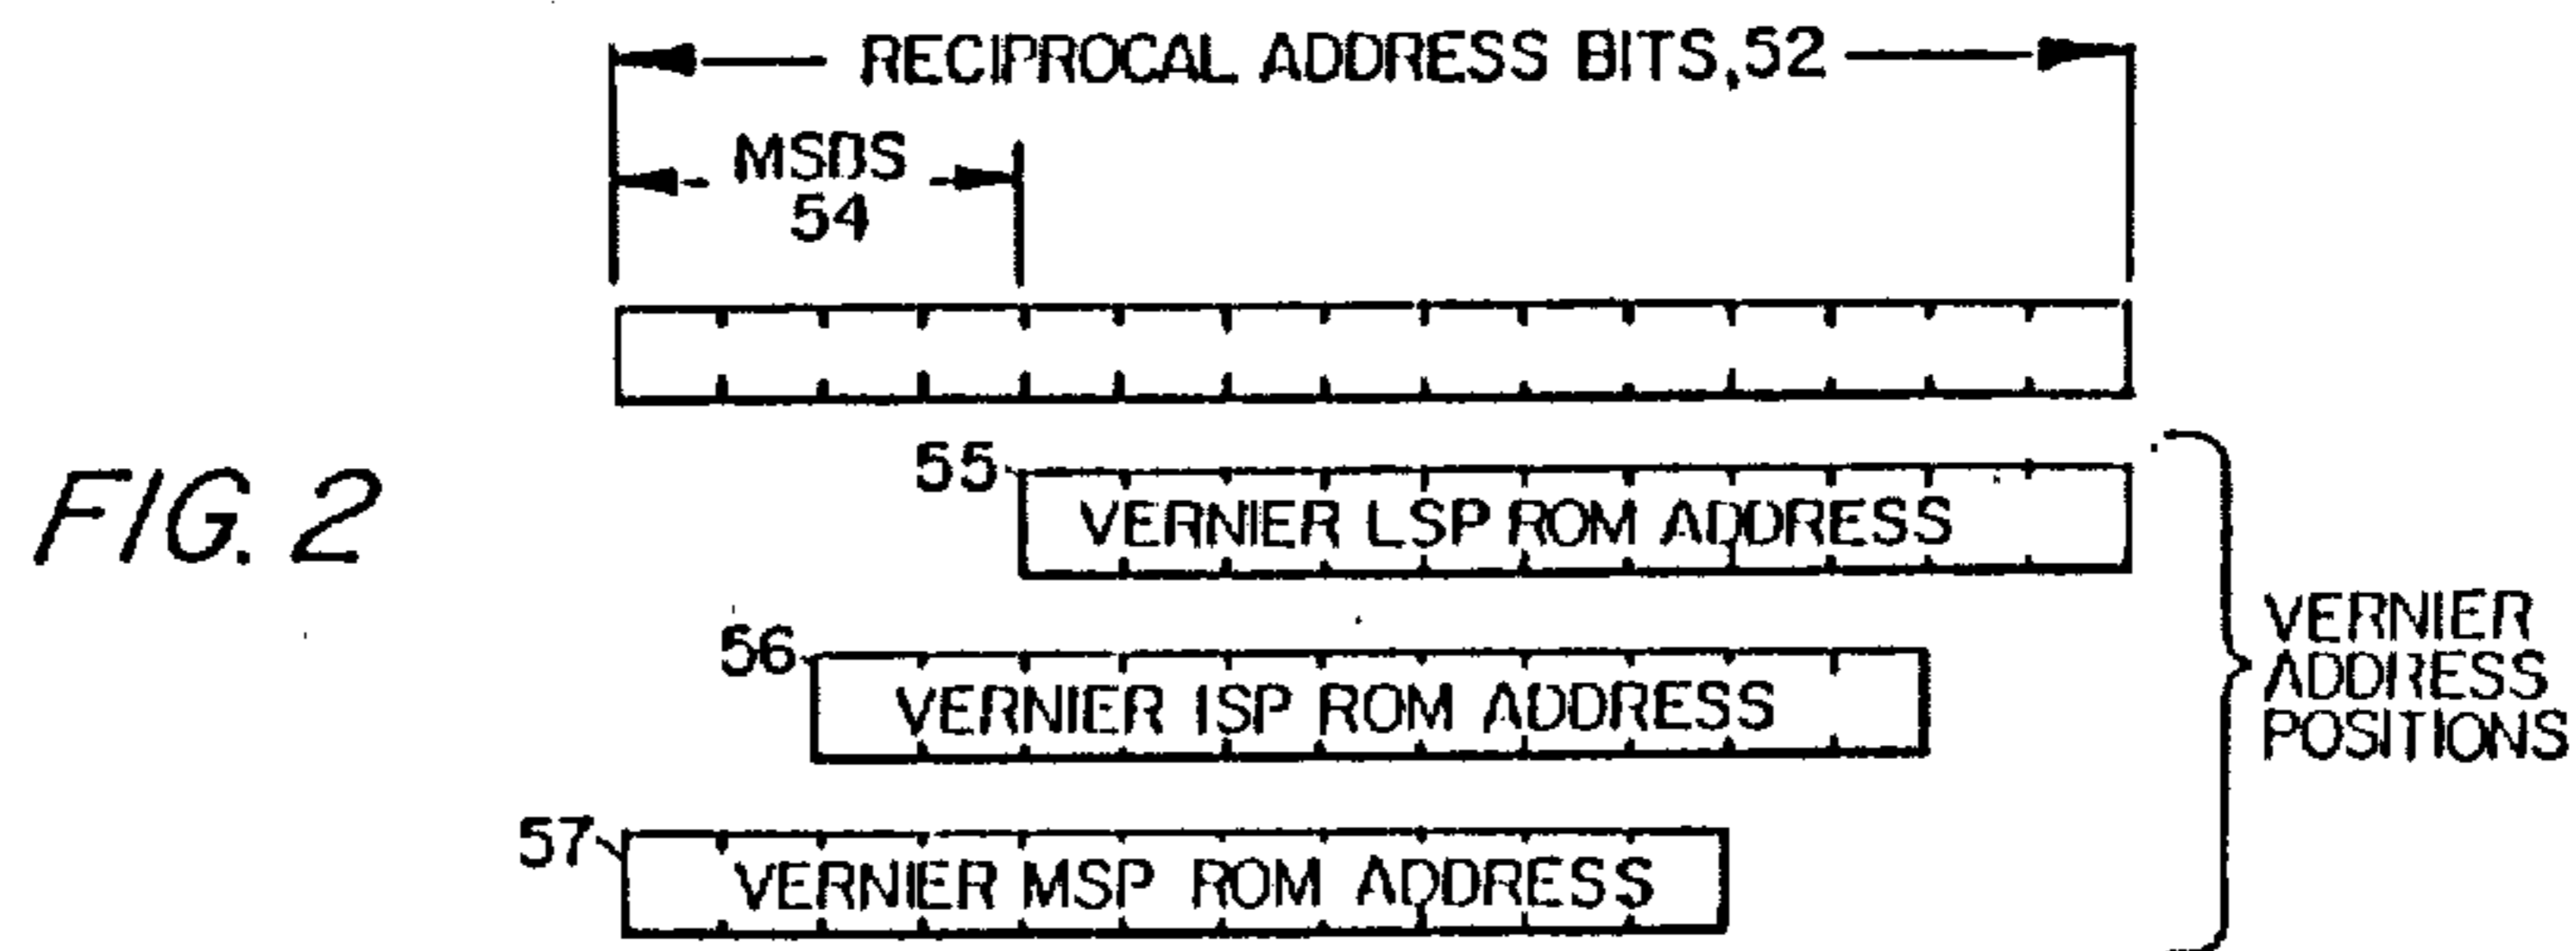 RECIPROCAL ADDRESS BITS,52
MSBS
54
55
VERNIER LSP ROM ADDRESS
FIG. 2
56
VERNIER ISP ROM ADDRESS
VERNIER
ADDRESS
POSITIONS
57
VERNIER MSP ROM ADDRESS